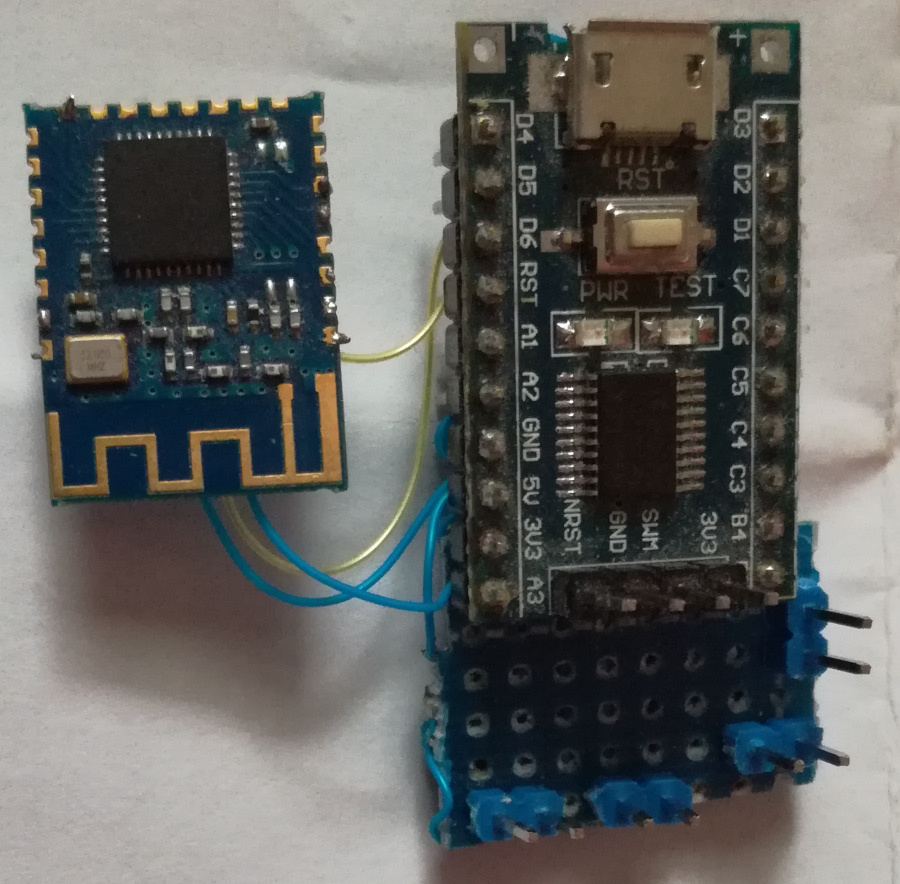 - +
D4 D3
D5 RST D2
D6 D1
RST PWR TEST C7
A1 C6
A2 C5
GND C4
5V C3
3V3 NRST GND SWM 3V3 B4
A3